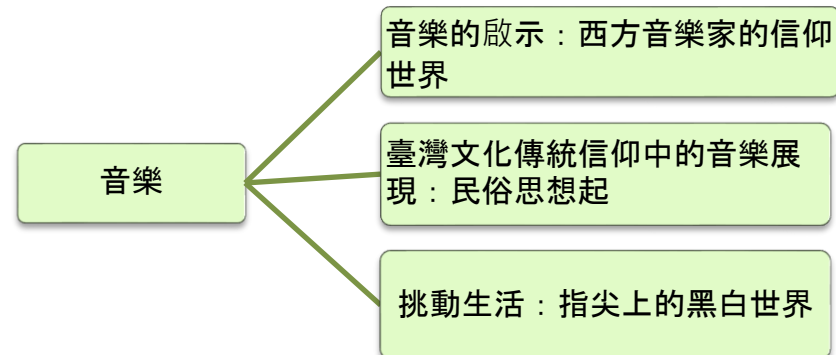 音樂的啟示：西方音樂家的信仰
世界
音樂
臺灣文化傳統信仰中的音樂展
現：民俗思想起
挑動生活：指尖上的黑白世界